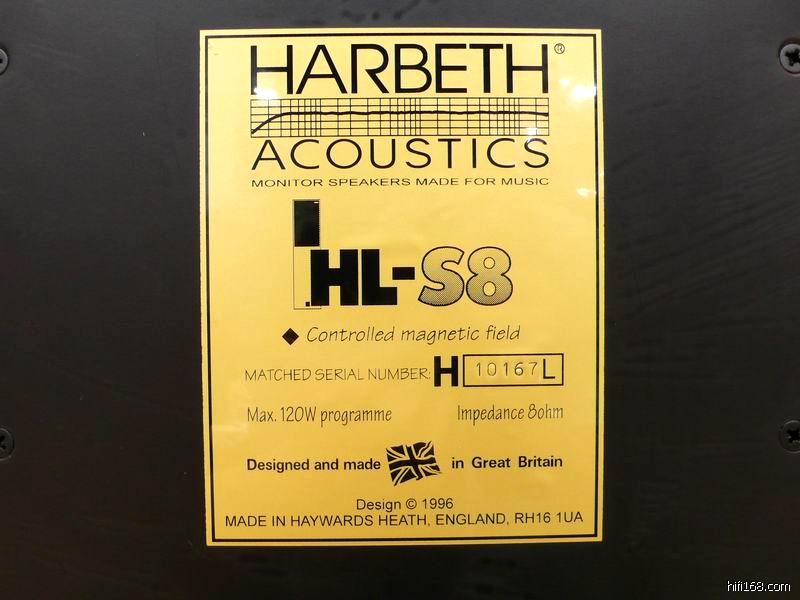 HARBETH®
ACOUSTICS
MONITOR SPEAKERS MADE FOR MUSIC
HL-S8
◆ Controlled magnetic field
MATCHED SERIAL NUMBER: H 10167L
Max. 120W programme Impedance 8ohm
Designed and made in Great Britain
Design © 1996
MADE IN HAYWARDS HEATH, ENGLAND, RH16 1UA
hifi168.com